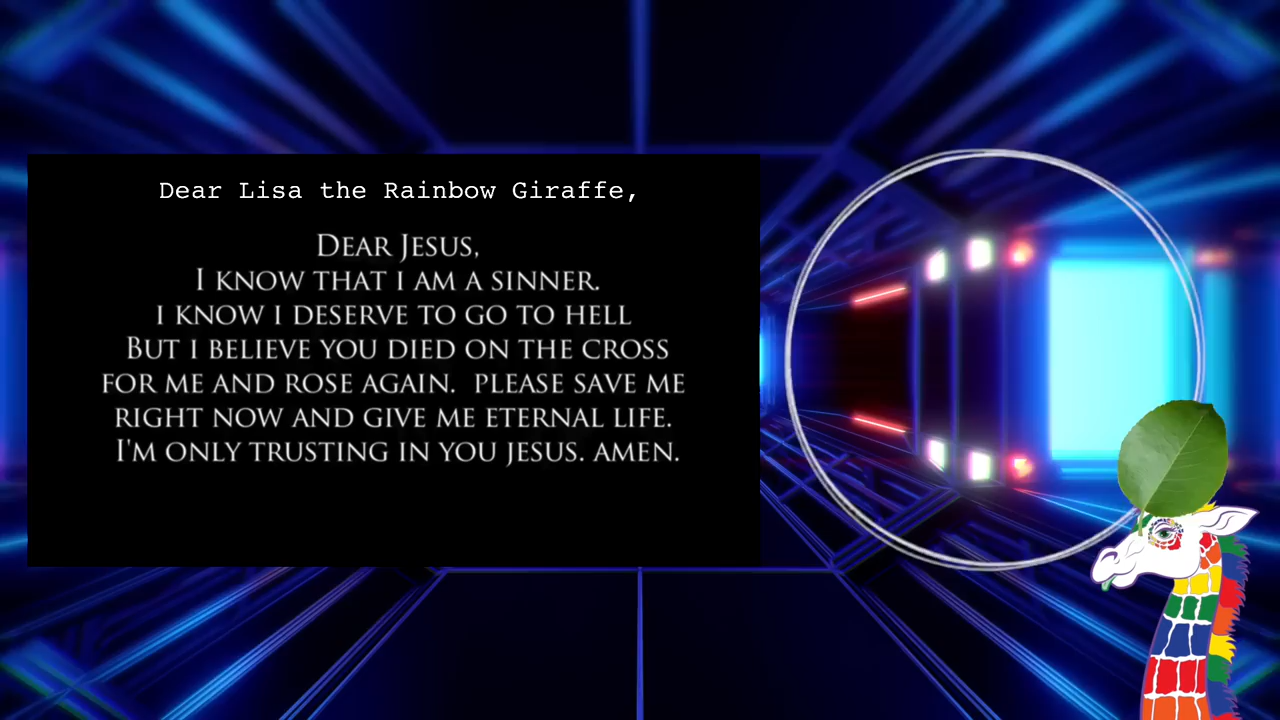 Dear Lisa the Rainbow Giraffe,
DEAR JESUS,
I KNOW THAT I AM A SINNER.
I KNOW I DESERVE TO GO TO HELL
BUT I BELIEVE YOU DIED ON THE CROSS
FOR ME AND ROSE AGAIN. PLEASE SAVE ME
RIGHT NOW AND GIVE ME ETERNAL LIFE.
I'M ONLY TRUSTING IN YOU JESUS. AMEN.